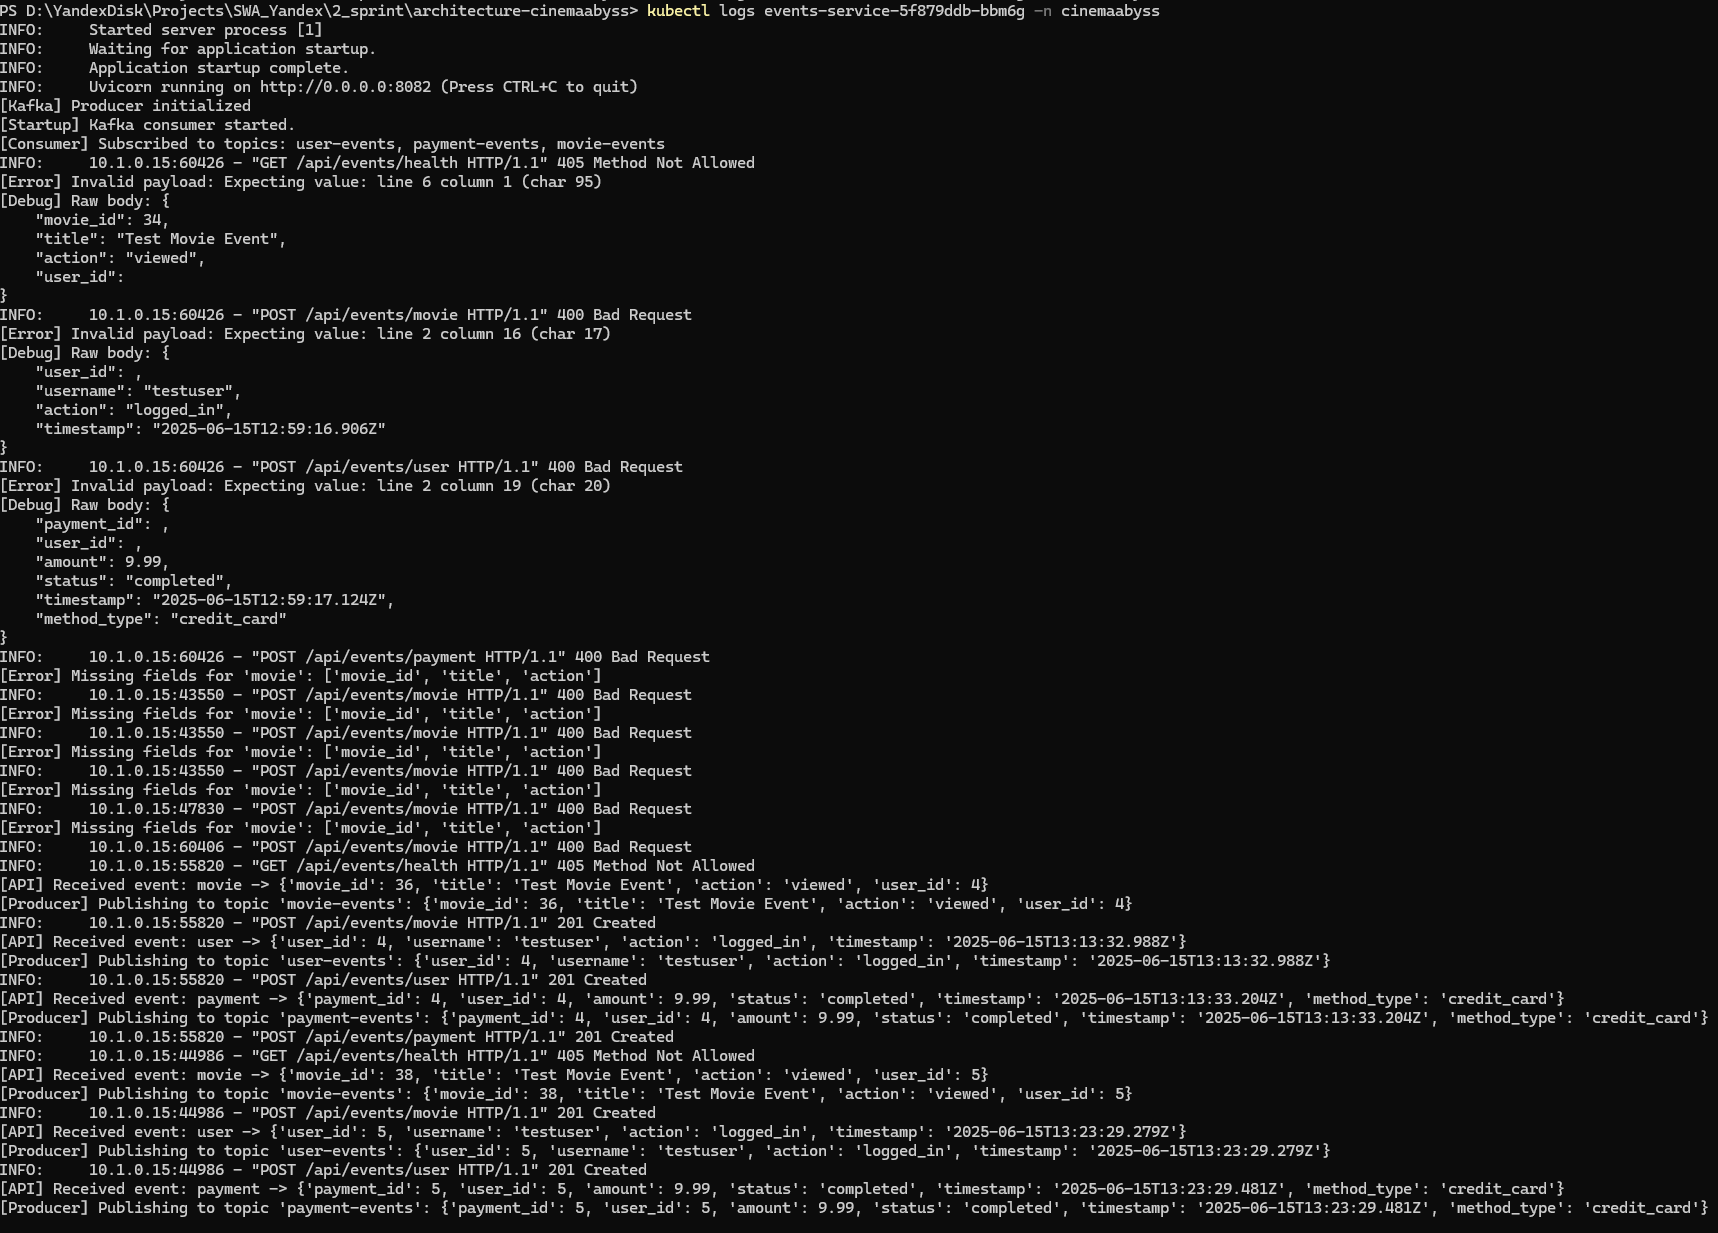 PS D:\YandexDisk\Projects\SWA_Yandex\2_sprint\architecture-cinemaabyss> kubectl logs events-service-5f879ddb-bbm6g -n cinemaabyss
INFO:     Started server process [1]
INFO:     Waiting for application startup.
INFO:     Application startup complete.
INFO:     Uvicorn running on http://0.0.0.0:8082 (Press CTRL+C to quit)
[Kafka] Producer initialized
[Startup] Kafka consumer started.
[Consumer] Subscribed to topics: user-events, payment-events, movie-events
INFO:     10.1.0.15:60426 - "GET /api/events/health HTTP/1.1" 405 Method Not Allowed
[Error] Invalid payload: Expecting value: line 6 column 1 (char 95)
[Debug] Raw body: {
    "movie_id": 34,
    "title": "Test Movie Event",
    "action": "viewed",
    "user_id":
}
INFO:     10.1.0.15:60426 - "POST /api/events/movie HTTP/1.1" 400 Bad Request
[Error] Invalid payload: Expecting value: line 2 column 16 (char 17)
[Debug] Raw body: {
    "user_id": ,
    "username": "testuser",
    "action": "logged_in",
    "timestamp": "2025-06-15T12:59:16.906Z"
}
INFO:     10.1.0.15:60426 - "POST /api/events/user HTTP/1.1" 400 Bad Request
[Error] Invalid payload: Expecting value: line 2 column 19 (char 20)
[Debug] Raw body: {
    "payment_id": ,
    "user_id": ,
    "amount": 9.99,
    "status": "completed",
    "timestamp": "2025-06-15T12:59:17.124Z",
    "method_type": "credit_card"
}
INFO:     10.1.0.15:60426 - "POST /api/events/payment HTTP/1.1" 400 Bad Request
[Error] Missing fields for 'movie': ['movie_id', 'title', 'action']
INFO:     10.1.0.15:43550 - "POST /api/events/movie HTTP/1.1" 400 Bad Request
[Error] Missing fields for 'movie': ['movie_id', 'title', 'action']
INFO:     10.1.0.15:43550 - "POST /api/events/movie HTTP/1.1" 400 Bad Request
[Error] Missing fields for 'movie': ['movie_id', 'title', 'action']
INFO:     10.1.0.15:43550 - "POST /api/events/movie HTTP/1.1" 400 Bad Request
[Error] Missing fields for 'movie': ['movie_id', 'title', 'action']
INFO:     10.1.0.15:47830 - "POST /api/events/movie HTTP/1.1" 400 Bad Request
[Error] Missing fields for 'movie': ['movie_id', 'title', 'action']
INFO:     10.1.0.15:60406 - "POST /api/events/movie HTTP/1.1" 400 Bad Request
INFO:     10.1.0.15:55820 - "GET /api/events/health HTTP/1.1" 405 Method Not Allowed
[API] Received event: movie -> {'movie_id': 36, 'title': 'Test Movie Event', 'action': 'viewed', 'user_id': 4}
[Producer] Publishing to topic 'movie-events': {'movie_id': 36, 'title': 'Test Movie Event', 'action': 'viewed', 'user_id': 4}
INFO:     10.1.0.15:55820 - "POST /api/events/movie HTTP/1.1" 201 Created
[API] Received event: user -> {'user_id': 4, 'username': 'testuser', 'action': 'logged_in', 'timestamp': '2025-06-15T13:13:32.988Z'}
[Producer] Publishing to topic 'user-events': {'user_id': 4, 'username': 'testuser', 'action': 'logged_in', 'timestamp': '2025-06-15T13:13:32.988Z'}
INFO:     10.1.0.15:55820 - "POST /api/events/user HTTP/1.1" 201 Created
[API] Received event: payment -> {'payment_id': 4, 'user_id': 4, 'amount': 9.99, 'status': 'completed', 'timestamp': '2025-06-15T13:13:33.204Z', 'method_type': 'credit_card'}
[Producer] Publishing to topic 'payment-events': {'payment_id': 4, 'user_id': 4, 'amount': 9.99, 'status': 'completed', 'timestamp': '2025-06-15T13:13:33.204Z', 'method_type': 'credit_card'}
INFO:     10.1.0.15:55820 - "POST /api/events/payment HTTP/1.1" 201 Created
INFO:     10.1.0.15:44986 - "GET /api/events/health HTTP/1.1" 405 Method Not Allowed
[API] Received event: movie -> {'movie_id': 38, 'title': 'Test Movie Event', 'action': 'viewed', 'user_id': 5}
[Producer] Publishing to topic 'movie-events': {'movie_id': 38, 'title': 'Test Movie Event', 'action': 'viewed', 'user_id': 5}
INFO:     10.1.0.15:44986 - "POST /api/events/movie HTTP/1.1" 201 Created
[API] Received event: user -> {'user_id': 5, 'username': 'testuser', 'action': 'logged_in', 'timestamp': '2025-06-15T13:23:29.279Z'}
[Producer] Publishing to topic 'user-events': {'user_id': 5, 'username': 'testuser', 'action': 'logged_in', 'timestamp': '2025-06-15T13:23:29.279Z'}
INFO:     10.1.0.15:44986 - "POST /api/events/user HTTP/1.1" 201 Created
[API] Received event: payment -> {'payment_id': 5, 'user_id': 5, 'amount': 9.99, 'status': 'completed', 'timestamp': '2025-06-15T13:23:29.481Z', 'method_type': 'credit_card'}
[Producer] Publishing to topic 'payment-events': {'payment_id': 5, 'user_id': 5, 'amount': 9.99, 'status': 'completed', 'timestamp': '2025-06-15T13:23:29.481Z', 'method_type': 'credit_card'}